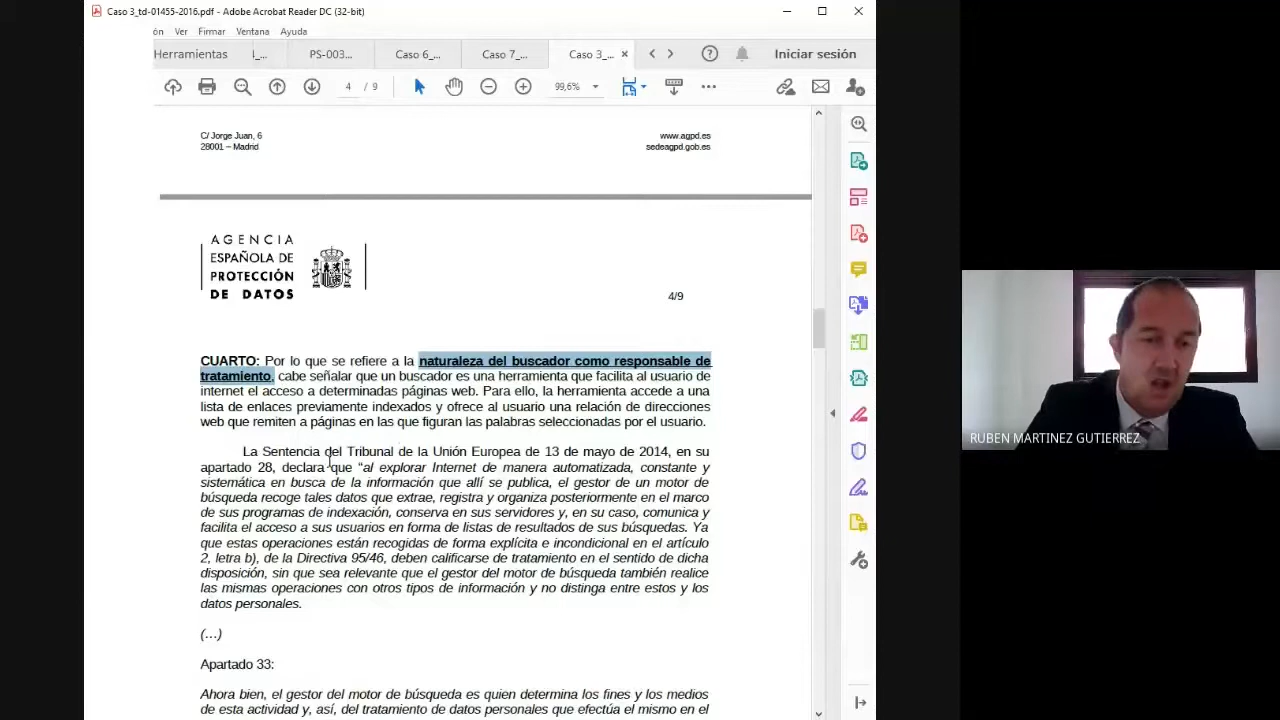 Caso 3_td-01455-2016.pdf - Adobe Acrobat Reader DC (32-bit)
ón Ver Firmar Ventana Ayuda
Herramientas
PS-003...
Caso 6_...
Caso 7_...
Caso 3_...
Iniciar sesión
4 / 9
99,6%
C/ Jorge Juan, 6
28001 – Madrid
www.agpd.es
sedeagpd.gob.es
AGENCIA
ESPAÑOLA DE
PROTECCIÓN
DE DATOS
4/9
CUARTO: Por lo que se refiere a la naturaleza del buscador como responsable de
tratamiento, cabe señalar que un buscador es una herramienta que facilita al usuario de
internet el acceso a determinadas páginas web. Para ello, la herramienta accede a una
lista de enlaces previamente indexados y ofrece al usuario una relación de direcciones
web que remiten a páginas en las que figuran las palabras seleccionadas por el usuario.
La Sentencia del Tribunal de la Unión Europea de 13 de mayo de 2014, en su
apartado 28, declara que “al explorar Internet de manera automatizada, constante y
sistemática en busca de la información que allí se publica, el gestor de un motor de
búsqueda recoge tales datos que extrae, registra y organiza posteriormente en el marco
de sus programas de indexación, conserva en sus servidores y, en su caso, comunica y
facilita el acceso a sus usuarios en forma de listas de resultados de sus búsquedas. Ya
que estas operaciones están recogidas de forma explícita e incondicional en el artículo
2, letra b), de la Directiva 95/46, deben calificarse de tratamiento en el sentido de dicha
disposición, sin que sea relevante que el gestor del motor de búsqueda también realice
las mismas operaciones con otros tipos de información y no distinga entre estos y los
datos personales.
(…)
Apartado 33:
Ahora bien, el gestor del motor de búsqueda es quien determina los fines y los medios
de esta actividad y, así, del tratamiento de datos personales que efectúa el mismo en el
RUBEN MARTINEZ GUTIERREZ